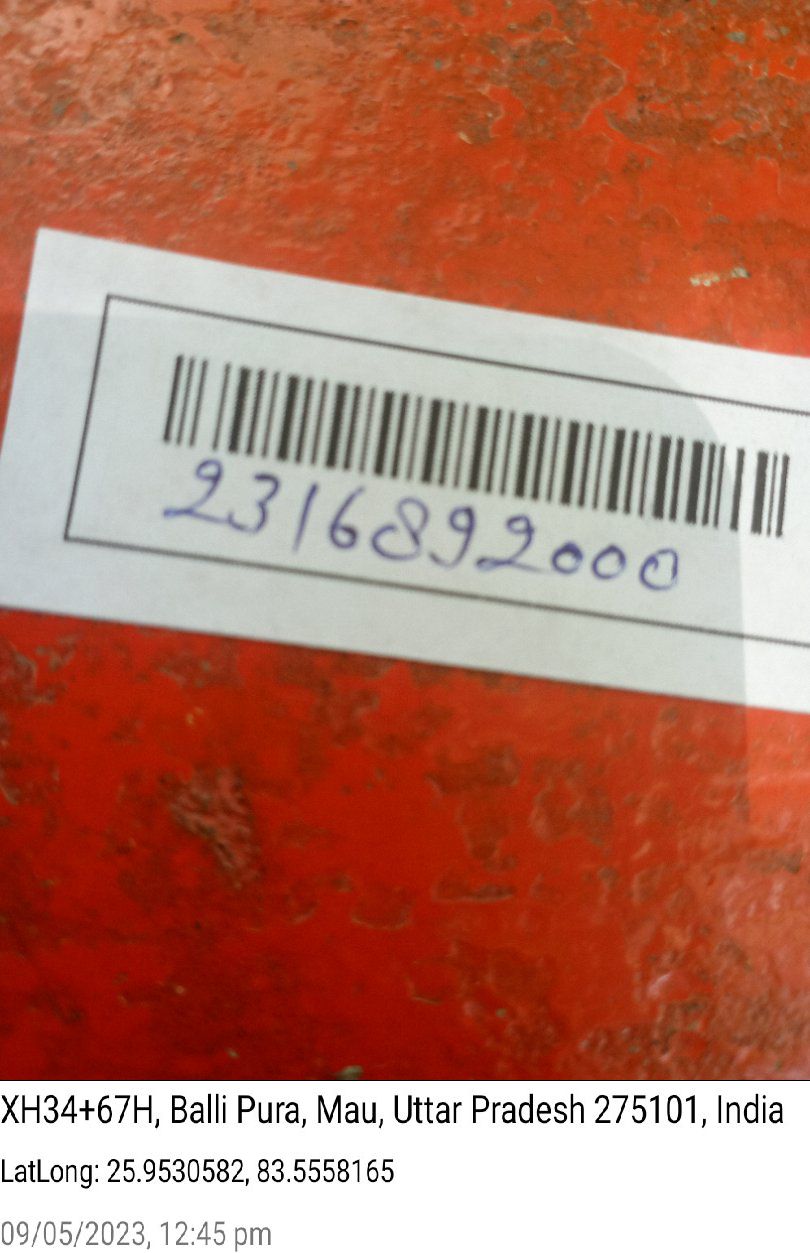 2316892000
XH34+67H, Balli Pura, Mau, Uttar Pradesh 275101, India
LatLong: 25.9530582, 83.5558165
09/05/2023, 12:45 pm